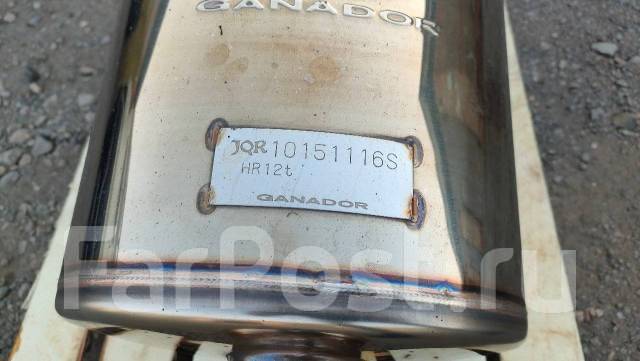 GANADOR
JQR10151116S
HR12t
GANADOR
FarPost.ru